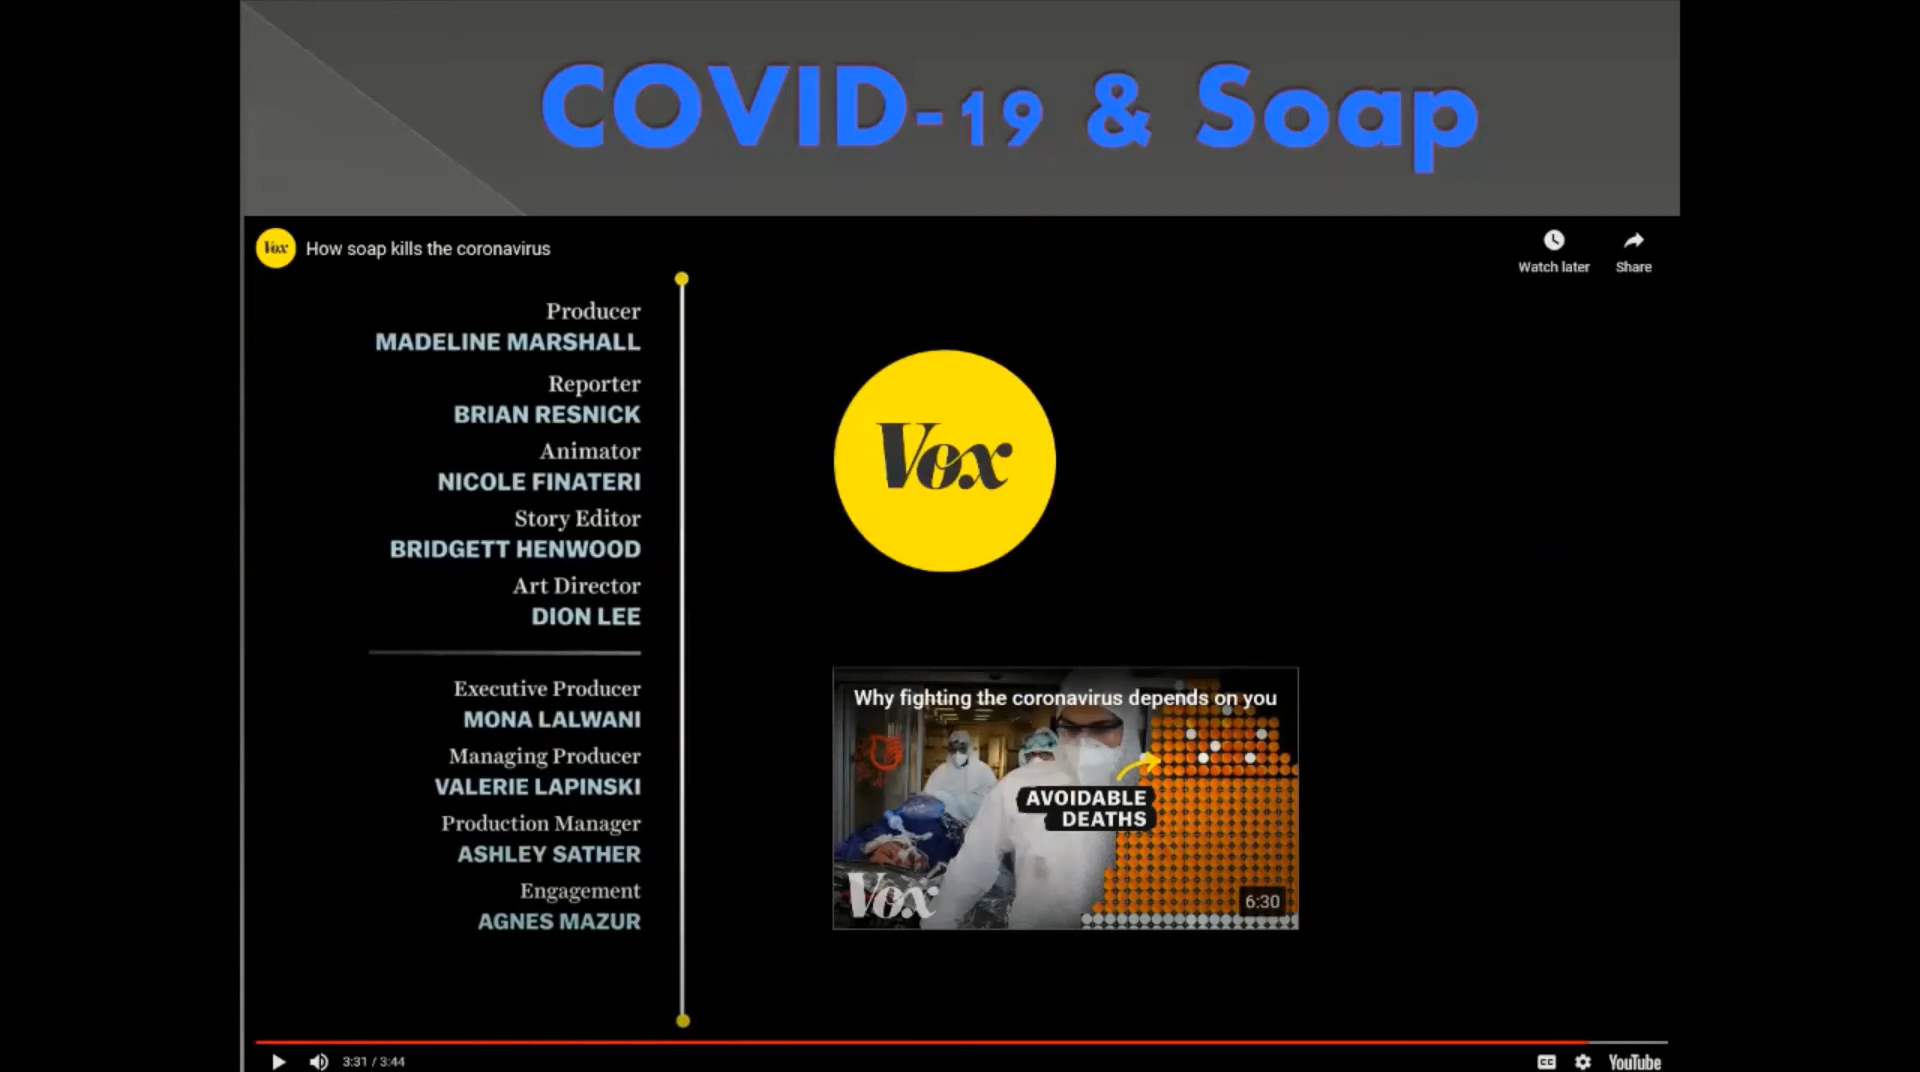 COVID-19 & Soap
Vox
How soap kills the coronavirus
Watch later
Share
Producer
MADELINE MARSHALL
Reporter
BRIAN RESNICK
Animator
NICOLE FINATERI
Story Editor
BRIDGETT HENWOOD
Art Director
DION LEE
Executive Producer
MONA LALWANI
Managing Producer
VALERIE LAPINSKI
Production Manager
ASHLEY SATHER
Engagement
AGNES MAZUR
Vox
Why fighting the coronavirus depends on you
AVOIDABLE
DEATHS
Vox
6:30
3:31 / 3:44
CC
YouTube